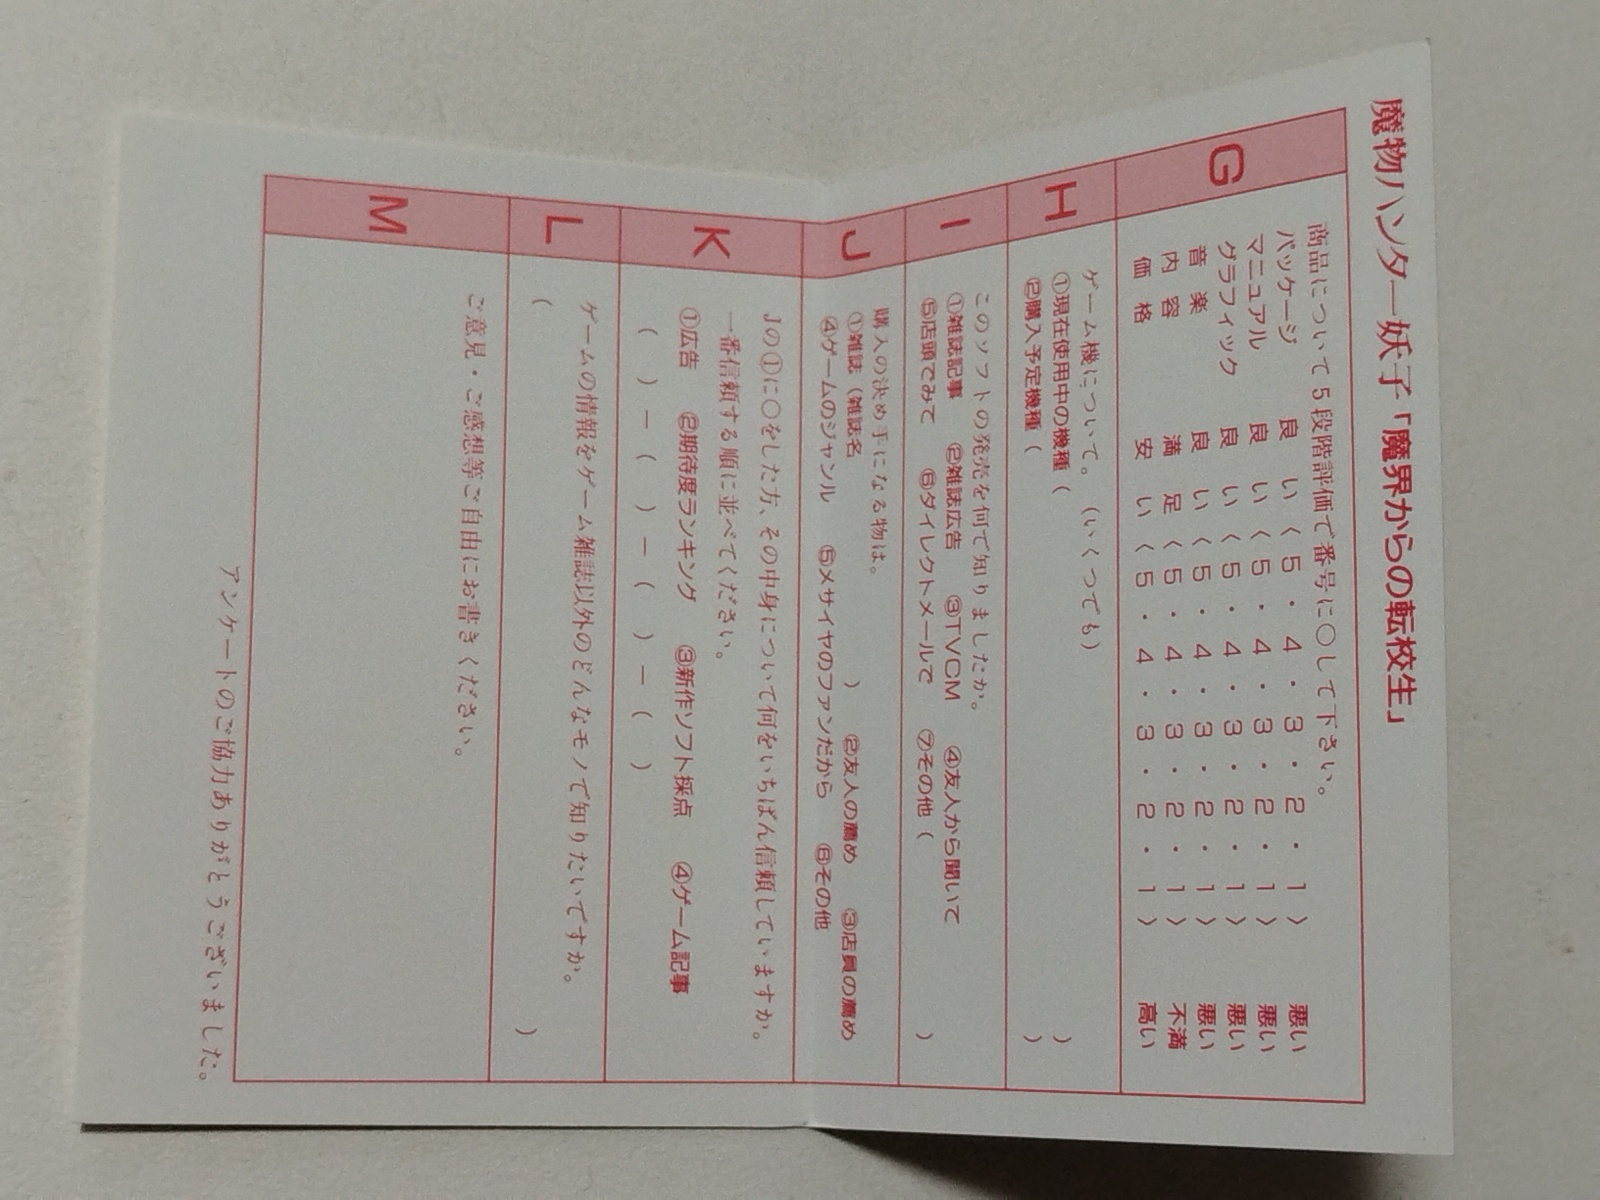 魔物ハンター妖子「魔界からの転校生」
G
商品について5段階評価で番号に○して下さい。
パッケージ 良い〈5・4・3・2・1〉 悪い
マニュアル 良い〈5・4・3・2・1〉 悪い
グラフィック 良い〈5・4・3・2・1〉 悪い
音楽 良い〈5・4・3・2・1〉 悪い
内容 満足〈5・4・3・2・1〉 不満
価格 安い〈5・4・3・2・1〉 高い
H
ゲーム機について。(いくつでも)
①現在使用中の機種( )
②購入予定機種( )
I
このソフトの発売を何で知りましたか。
①雑誌記事 ②雑誌広告 ③TVCM ④友人から聞いて
⑤店頭でみて ⑥ダイレクトメールで ⑦その他( )
J
購入の決め手になる物は。
①雑誌(雑誌名 ) ②友人の薦め ③店員の薦め
④ゲームのジャンル ⑤メサイヤのファンだから ⑥その他
K
Jの①に○をした方、その中身について何をいちばん信頼していますか。
一番信頼する順に並べてください。
①広告 ②期待度ランキング ③新作ソフト採点 ④ゲーム記事
( )－( )－( )－( )
L
ゲームの情報をゲーム雑誌以外のどんなモノで知りたいですか。
( )
M
ご意見・ご感想等ご自由にお書きください。
アンケートのご協力ありがとうございました。